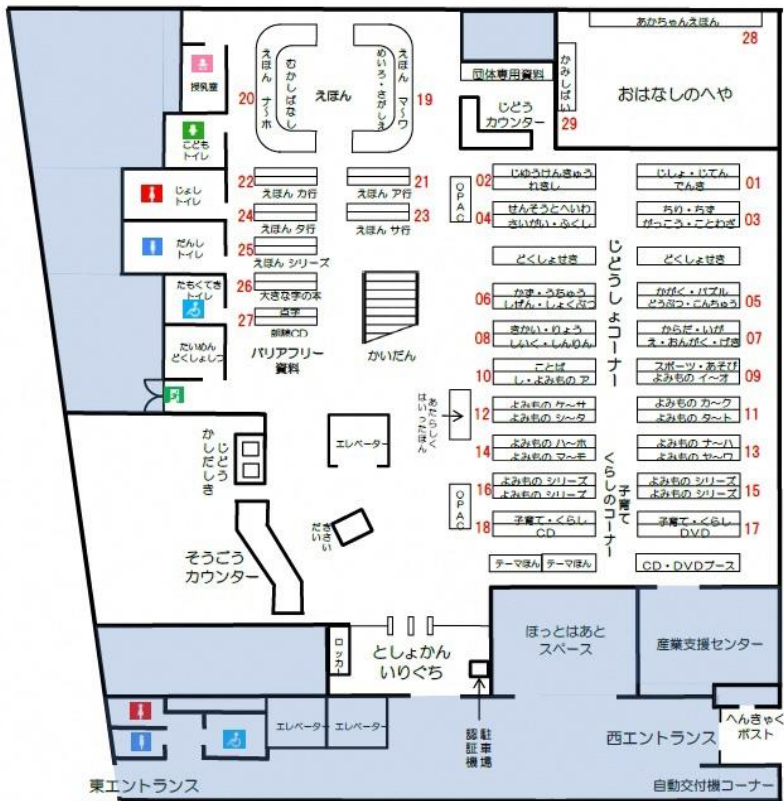 あかちゃんえほん
28
授乳室
20
えほん ナ～ホ
むかしばなし
えほん
めいろ・さがしえ
えほん マ～ワ
19
団体専用資料
じどう
カウンター
かみしばい
29
おはなしのへや
こども
トイレ
じょし
トイレ
だんし
トイレ
たもくてき
トイレ
たいめん
どくしょしつ
22
えほん カ行
21
えほん ア行
24
えほん タ行
23
えほん サ行
25
えほん シリーズ
26
大きな字の本
27
点字
朗読CD
バリアフリー
資料
かいだん
OPAC
02
じゆうけんきゅう
れきし
じしょ・じてん
でんき
01
04
せんそうとへいわ
さいがい・ふくし
ちり・ちず
がっこう・ことわざ
03
どくしょせき
どくしょせき
じどうしょコーナー
06
かず・うちゅう
しぜん・しょくぶつ
かがく・パズル
どうぶつ・こんちゅう
05
08
きかい・りょう
しいく・しんりん
からだ・いが
え・おんがく・げき
07
10
ことば
し・よみもの ア
スポーツ・あそび
よみもの イ～オ
09
あたらしく
はいったほん
12
よみもの ケ～サ
よみもの シ～タ
よみもの カ～ク
よみもの タ～ト
11
14
よみもの ハ～ホ
よみもの マ～モ
よみもの ナ～ハ
よみもの ヤ～ワ
13
子育て
くらしのコーナー
16
よみもの シリーズ
よみもの シリーズ
よみもの シリーズ
よみもの シリーズ
15
OPAC
18
子育て・くらし
CD
子育て・くらし
DVD
17
テーマほん
テーマほん
CD・DVDブース
じどう
かしだしき
エレベーター
きさい
だい
そうごう
カウンター
ロッカー
としょかん
いりぐち
ほっとはあと
スペース
産業支援センター
エレベーター
エレベーター
駐車場
認証機
西エントランス
へんきゃく
ポスト
東エントランス
自動交付機コーナー